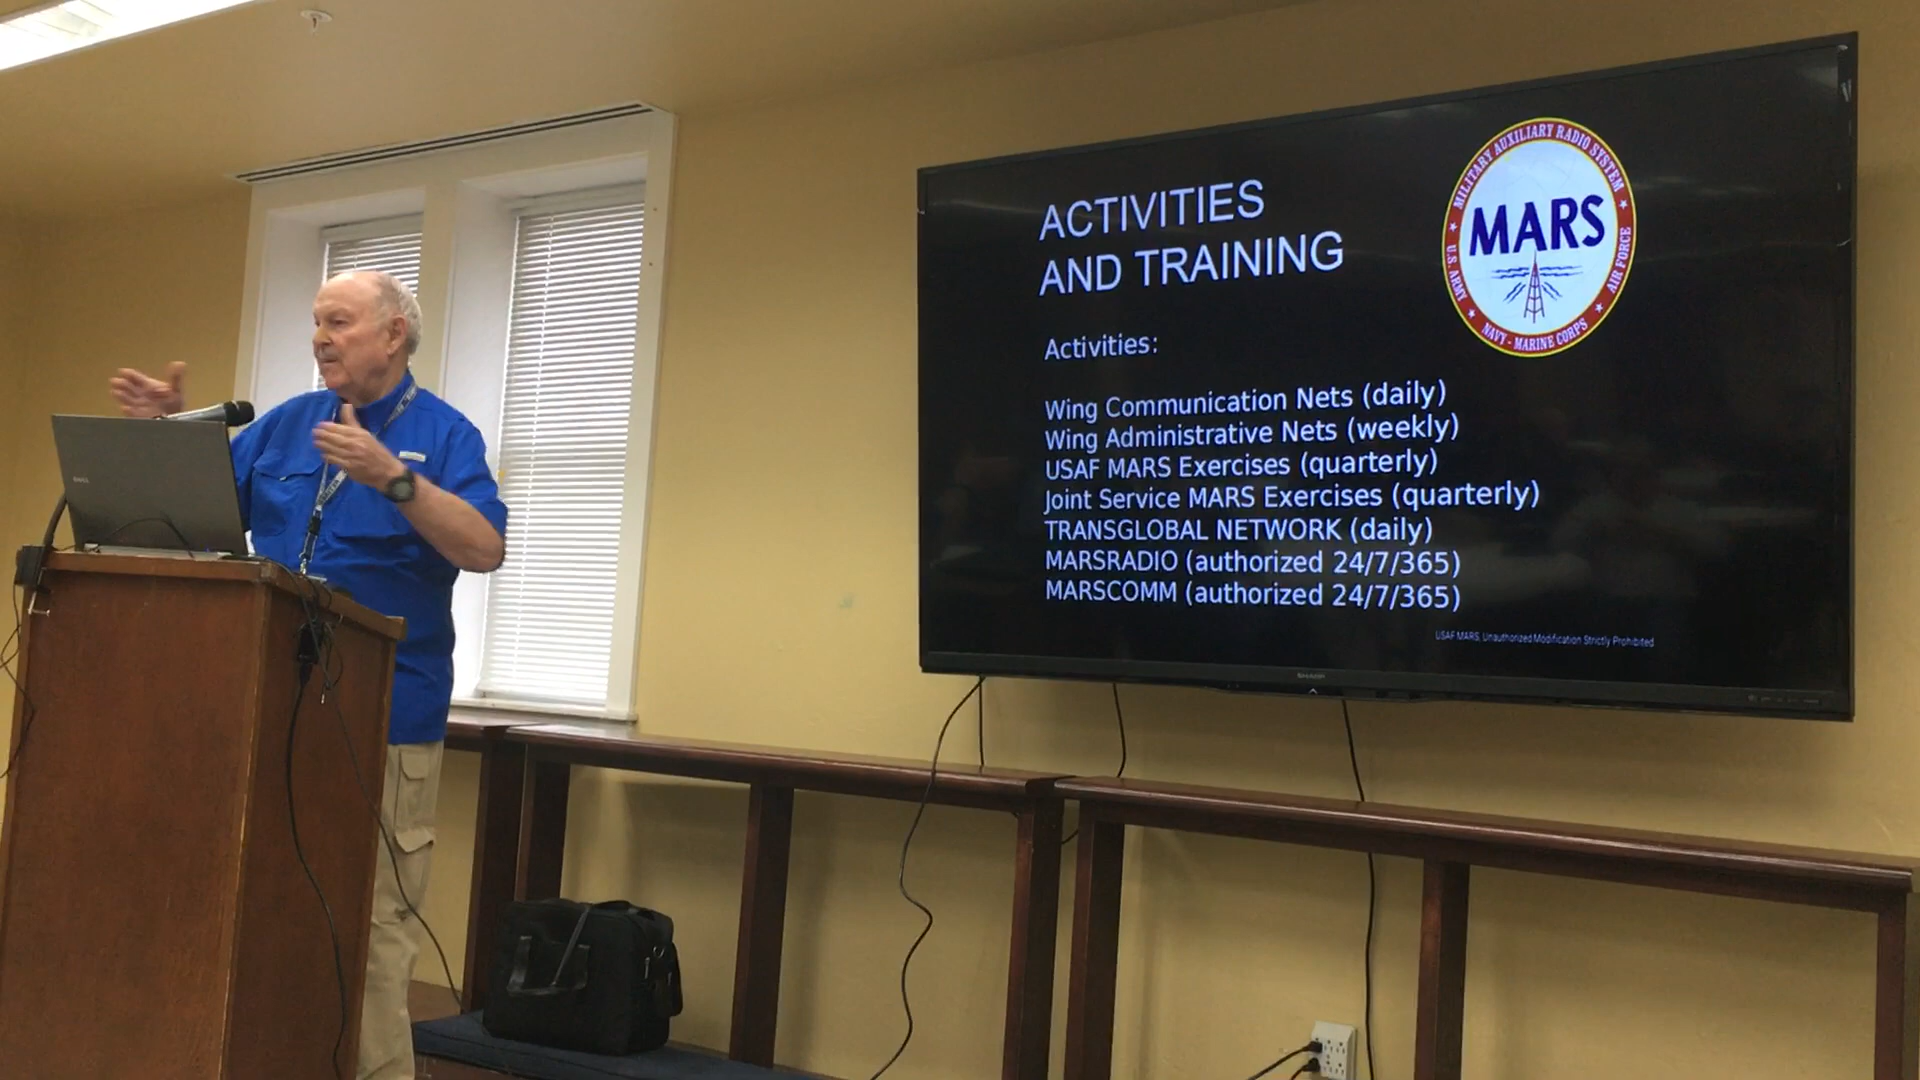 ACTIVITIES
AND TRAINING
MILITARY AUXILIARY RADIO SYSTEM
MARS
U.S. ARMY
AIR FORCE
NAVY - MARINE CORPS
Activities:
Wing Communication Nets (daily)
Wing Administrative Nets (weekly)
USAF MARS Exercises (quarterly)
Joint Service MARS Exercises (quarterly)
TRANSGLOBAL NETWORK (daily)
MARSRADIO (authorized 24/7/365)
MARSCOMM (authorized 24/7/365)
USAF MARS, Unauthorized Modification Strictly Prohibited
SHARP
DELL